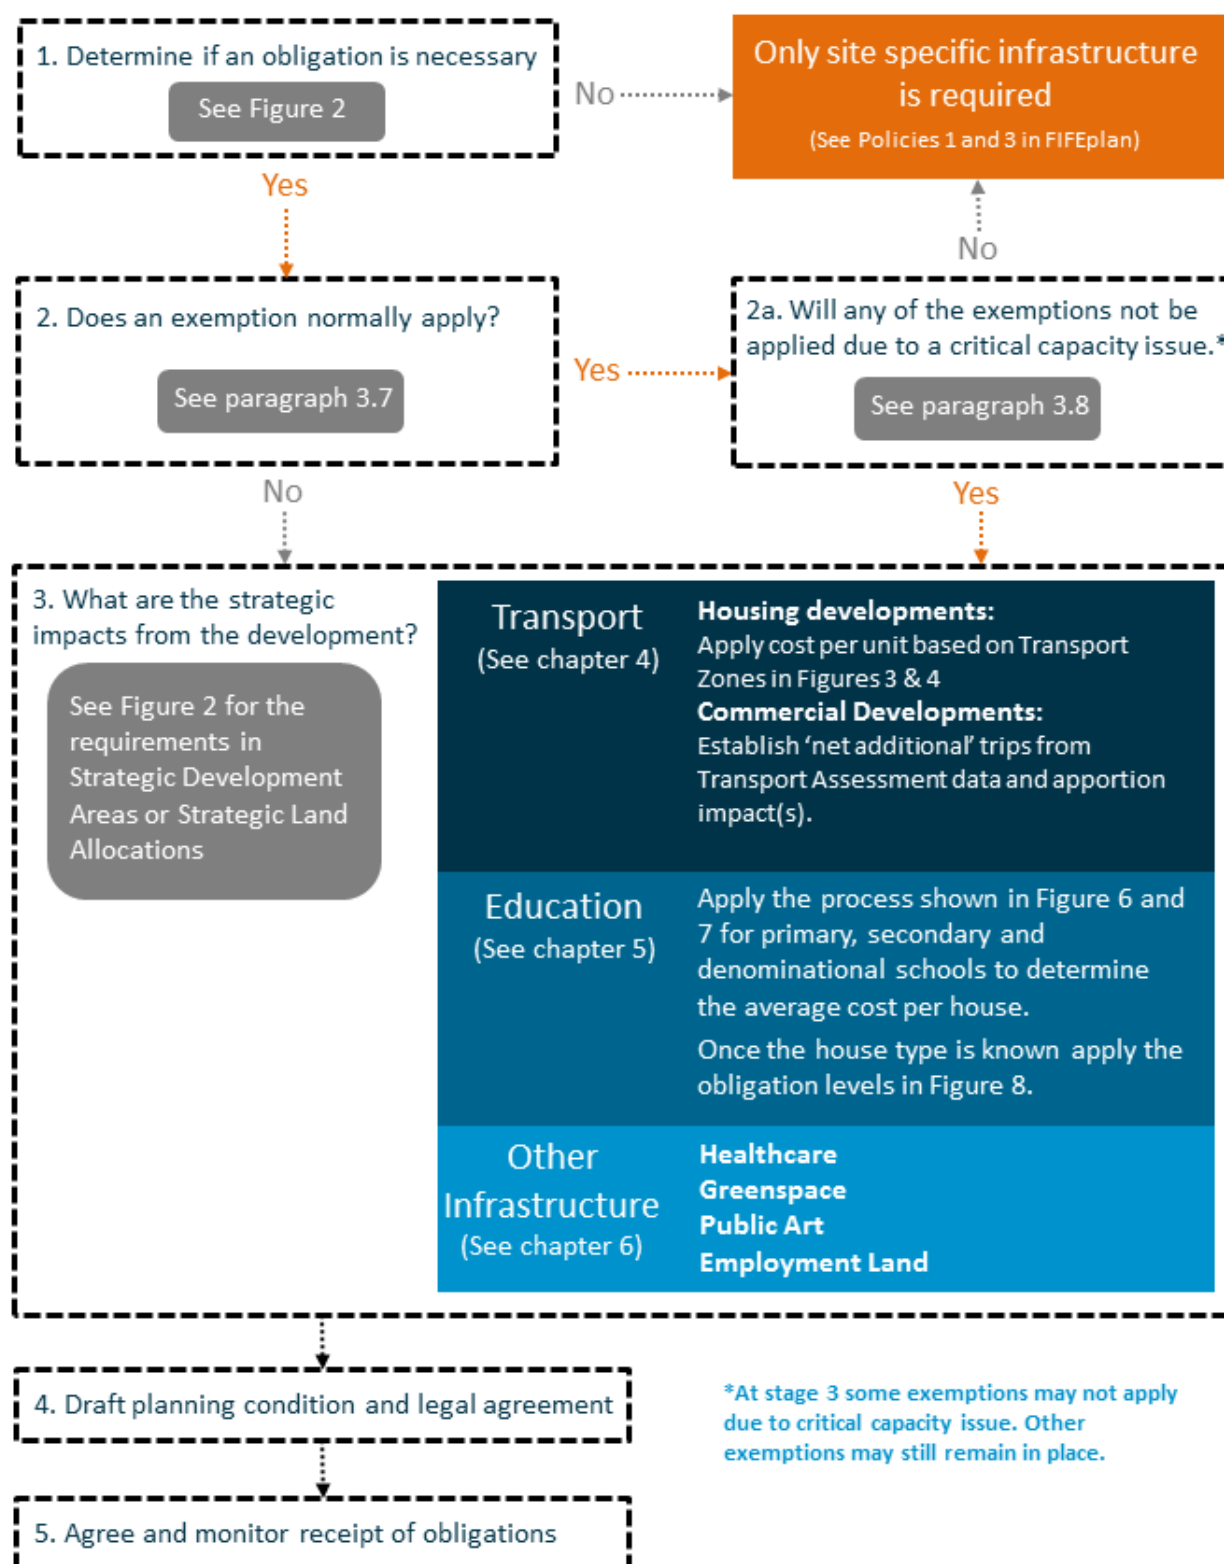 1. Determine if an obligation is necessary
See Figure 2
No
Only site specific infrastructure
is required
(See Policies 1 and 3 in FIFEplan)
Yes
No
2. Does an exemption normally apply?
See paragraph 3.7
Yes
2a. Will any of the exemptions not be
applied due to a critical capacity issue.*
See paragraph 3.8
No
Yes
3. What are the strategic
impacts from the development?
See Figure 2 for the
requirements in
Strategic Development
Areas or Strategic Land
Allocations
Transport
(See chapter 4)
Housing developments:
Apply cost per unit based on Transport
Zones in Figures 3 & 4
Commercial Developments:
Establish ‘net additional’ trips from
Transport Assessment data and apportion
impact(s).
Education
(See chapter 5)
Apply the process shown in Figure 6 and
7 for primary, secondary and
denominational schools to determine
the average cost per house.
Once the house type is known apply the
obligation levels in Figure 8.
Other
Infrastructure
(See chapter 6)
Healthcare
Greenspace
Public Art
Employment Land
4. Draft planning condition and legal agreement
*At stage 3 some exemptions may not apply
due to critical capacity issue. Other
exemptions may still remain in place.
5. Agree and monitor receipt of obligations